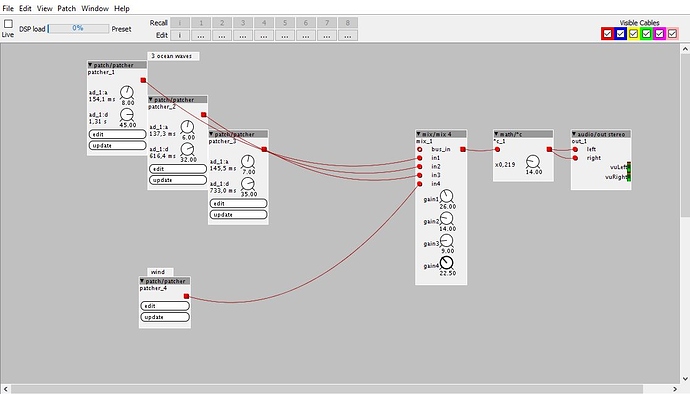 File Edit View Patch Window Help
Live
DSP load 0% Preset
Recall i 1 2 3 4 5 6 7 8
Edit i ... ... ... ... ... ... ... ...
Visible Cables
3 ocean waves
patch/patcher
patcher_1
ad_1:a
154,1 ms
8.00
ad_1:d
1,31 s
45.00
edit
update
patch/patcher
patcher_2
ad_1:a
137,3 ms
6.00
ad_1:d
616,4 ms
32.00
edit
update
patch/patcher
patcher_3
ad_1:a
145,5 ms
7.00
ad_1:d
733,0 ms
35.00
edit
update
wind
patch/patcher
patcher_4
edit
update
mix/mix 4
mix_1
bus_in
in1
in2
in3
in4
gain1
26.00
gain2
14.00
gain3
9.00
gain4
22.50
math/*c
*c_1
x0,219
14.00
audio/out stereo
out_1
left
right
vuLeft
vuRight